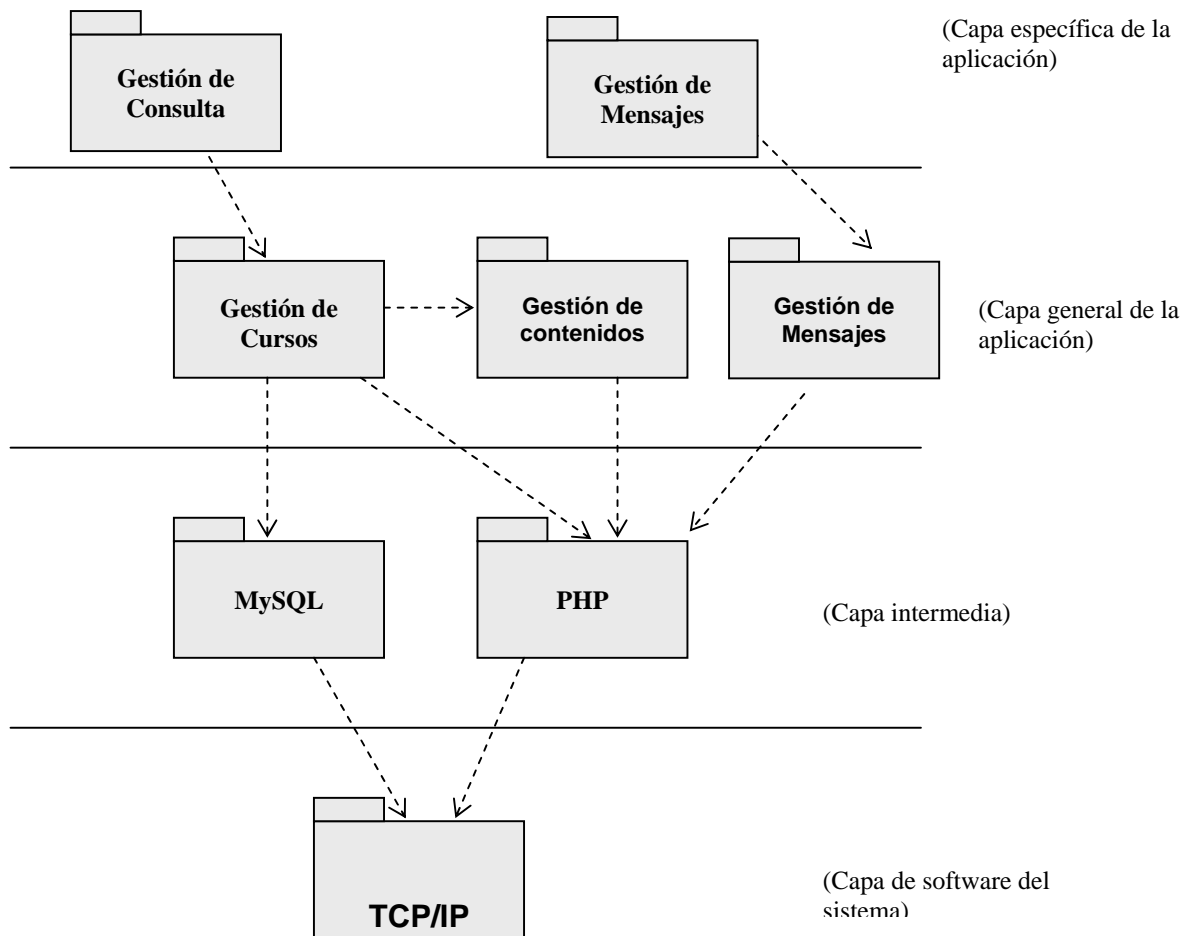 (Capa específica de la
aplicación)
Gestión de
Consulta
Gestión de
Mensajes
Gestión de
Cursos
Gestión de
contenidos
Gestión de
Mensajes
(Capa general de la
aplicación)
MySQL
PHP
(Capa intermedia)
TCP/IP
(Capa de software del
sistema)